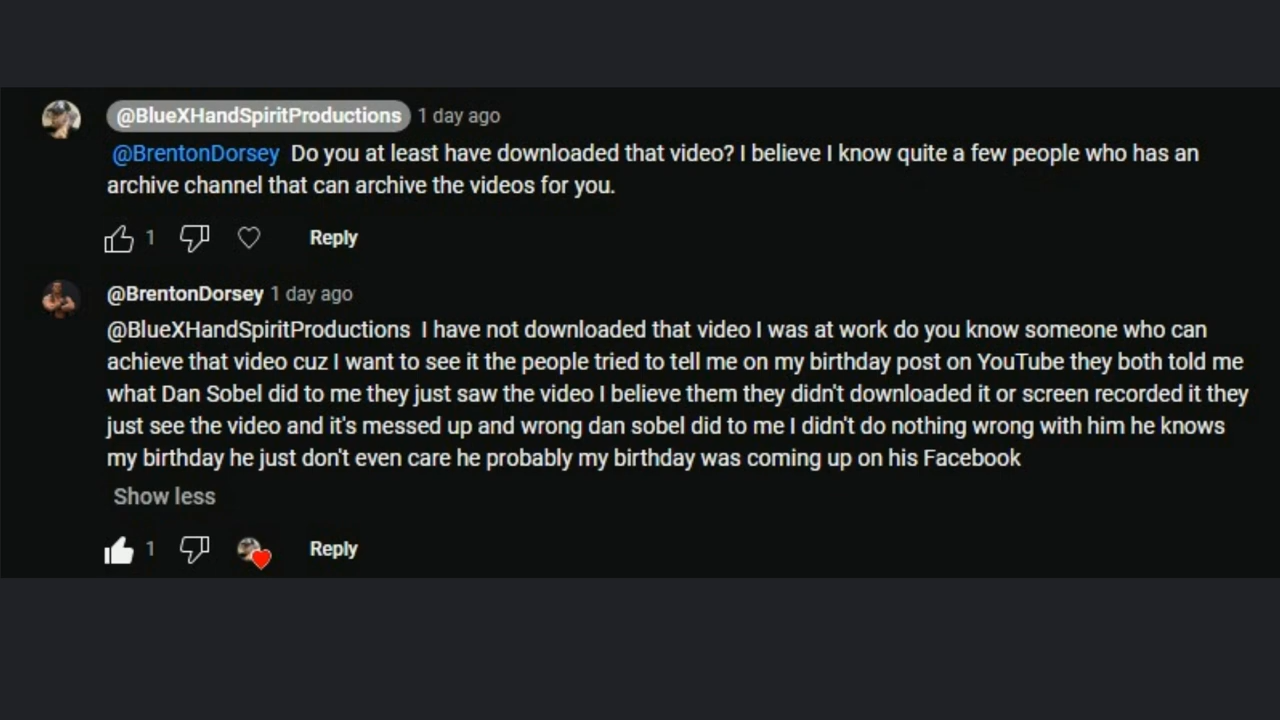 @BlueXHandSpiritProductions 1 day ago
@BrentonDorsey Do you at least have downloaded that video? I believe I know quite a few people who has an
archive channel that can archive the videos for you.
1 Reply
@BrentonDorsey 1 day ago
@BlueXHandSpiritProductions I have not downloaded that video I was at work do you know someone who can
achieve that video cuz I want to see it the people tried to tell me on my birthday post on YouTube they both told me
what Dan Sobel did to me they just saw the video I believe them they didn't downloaded it or screen recorded it they
just see the video and it's messed up and wrong dan sobel did to me I didn't do nothing wrong with him he knows
my birthday he just don't even care he probably my birthday was coming up on his Facebook
Show less
1 Reply